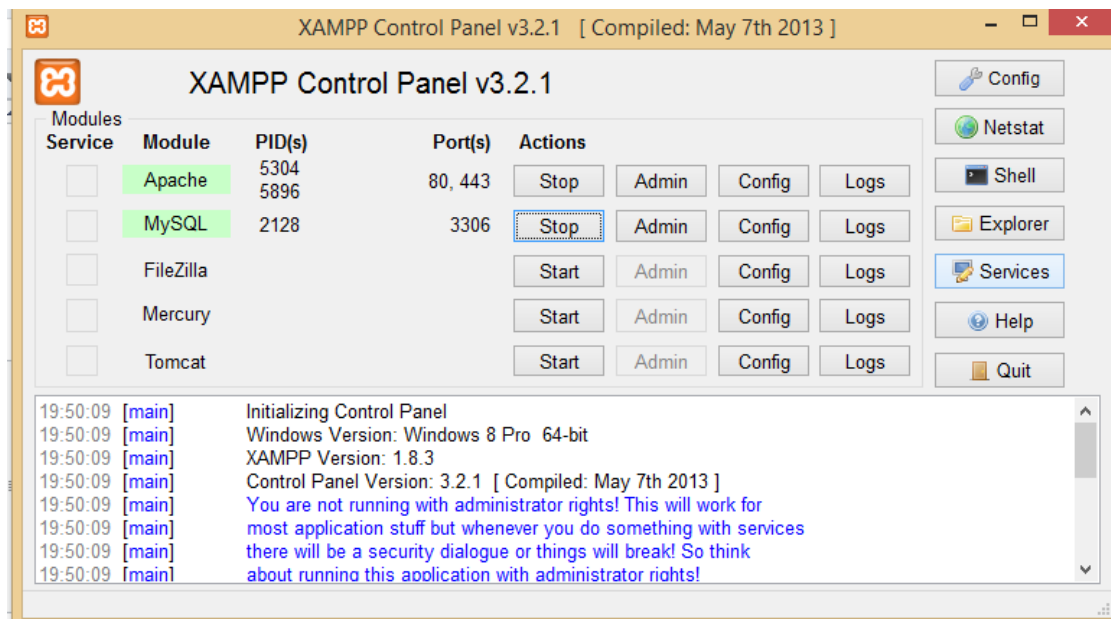 XAMPP Control Panel v3.2.1 [ Compiled: May 7th 2013 ]
XAMPP Control Panel v3.2.1
Config
Modules
Netstat
Service Module PID(s) Port(s) Actions
Apache 5304 5896 80, 443 Stop Admin Config Logs
Shell
MySQL 2128 3306 Stop Admin Config Logs
Explorer
FileZilla Start Admin Config Logs
Services
Mercury Start Admin Config Logs
Help
Tomcat Start Admin Config Logs
Quit
19:50:09 [main] Initializing Control Panel
19:50:09 [main] Windows Version: Windows 8 Pro 64-bit
19:50:09 [main] XAMPP Version: 1.8.3
19:50:09 [main] Control Panel Version: 3.2.1 [ Compiled: May 7th 2013 ]
19:50:09 [main] You are not running with administrator rights! This will work for
19:50:09 [main] most application stuff but whenever you do something with services
19:50:09 [main] there will be a security dialogue or things will break! So think
19:50:09 [main] about running this application with administrator rights!